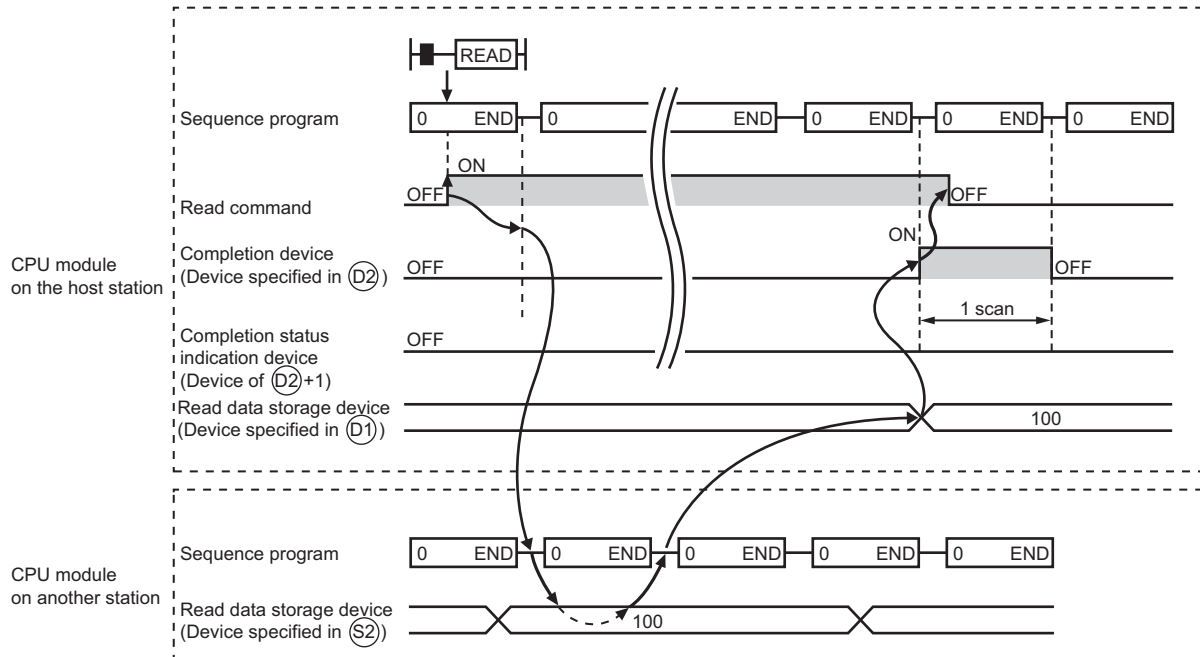 READ
Sequence program
0 END 0 END 0 END 0 END 0 END
ON
OFF
OFF
Read command
CPU module
on the host station
Completion device
(Device specified in D2)
ON
OFF
OFF
1 scan
Completion status
indication device
(Device of D2+1)
OFF
Read data storage device
(Device specified in D1)
100
CPU module
on another station
Sequence program
0 END 0 END 0 END 0 END 0 END
Read data storage device
(Device specified in S2)
100